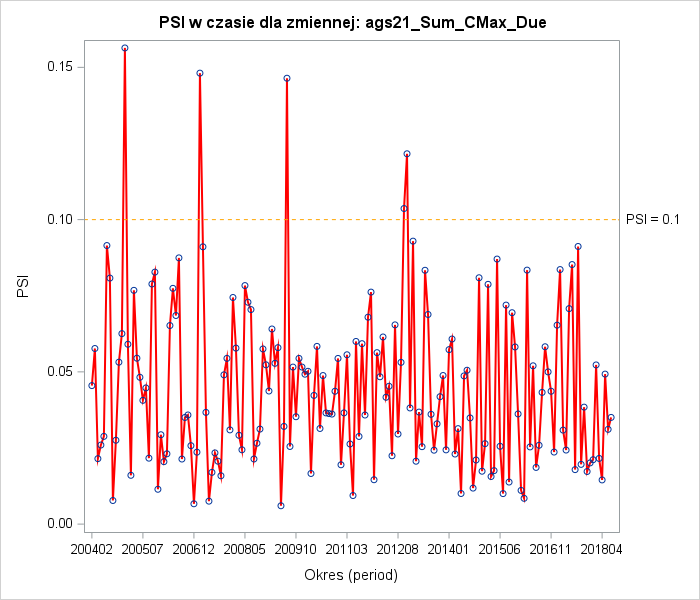 PSI w czasie dla zmiennej: ags21_Sum_CMax_Due
0.15
0.10
PSI = 0.1
PSI
0.05
0.00
200402 200507 200612 200805 200910 201103 201208 201401 201506 201611 201804
Okres (period)